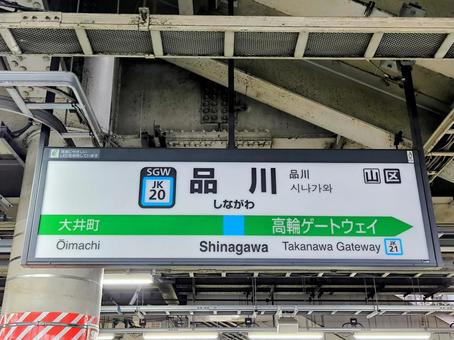 SGW
JK
20
品川
しながわ
品川
시나가와
山 区
大井町
高輪ゲートウェイ
Ōimachi
Shinagawa
Takanawa Gateway
JK
21